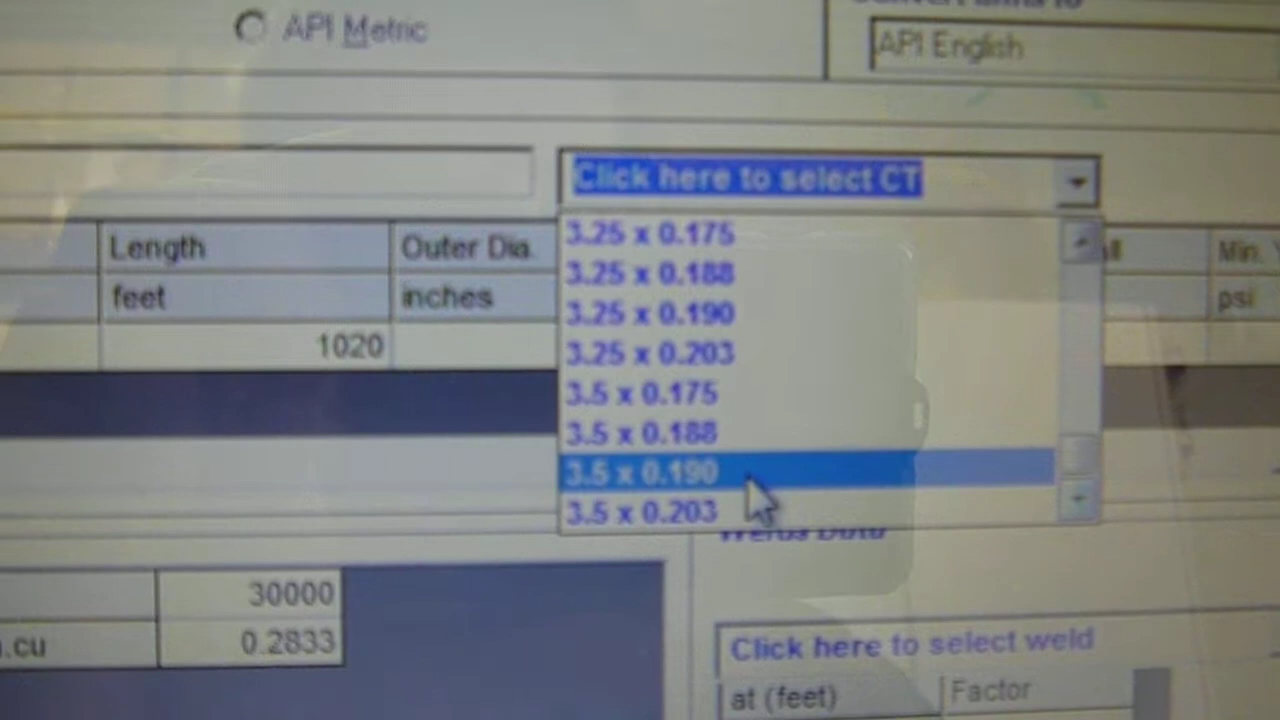 API Metric
API English
Click here to select CT
3.25 x 0.175
3.25 x 0.188
3.25 x 0.190
3.25 x 0.203
3.5 x 0.175
3.5 x 0.188
3.5 x 0.190
3.5 x 0.203
Length
Outer Dia.
Min.
feet
inches
psi
1020
30000
.cu
0.2833
Click here to select weld
at (feet)
Factor